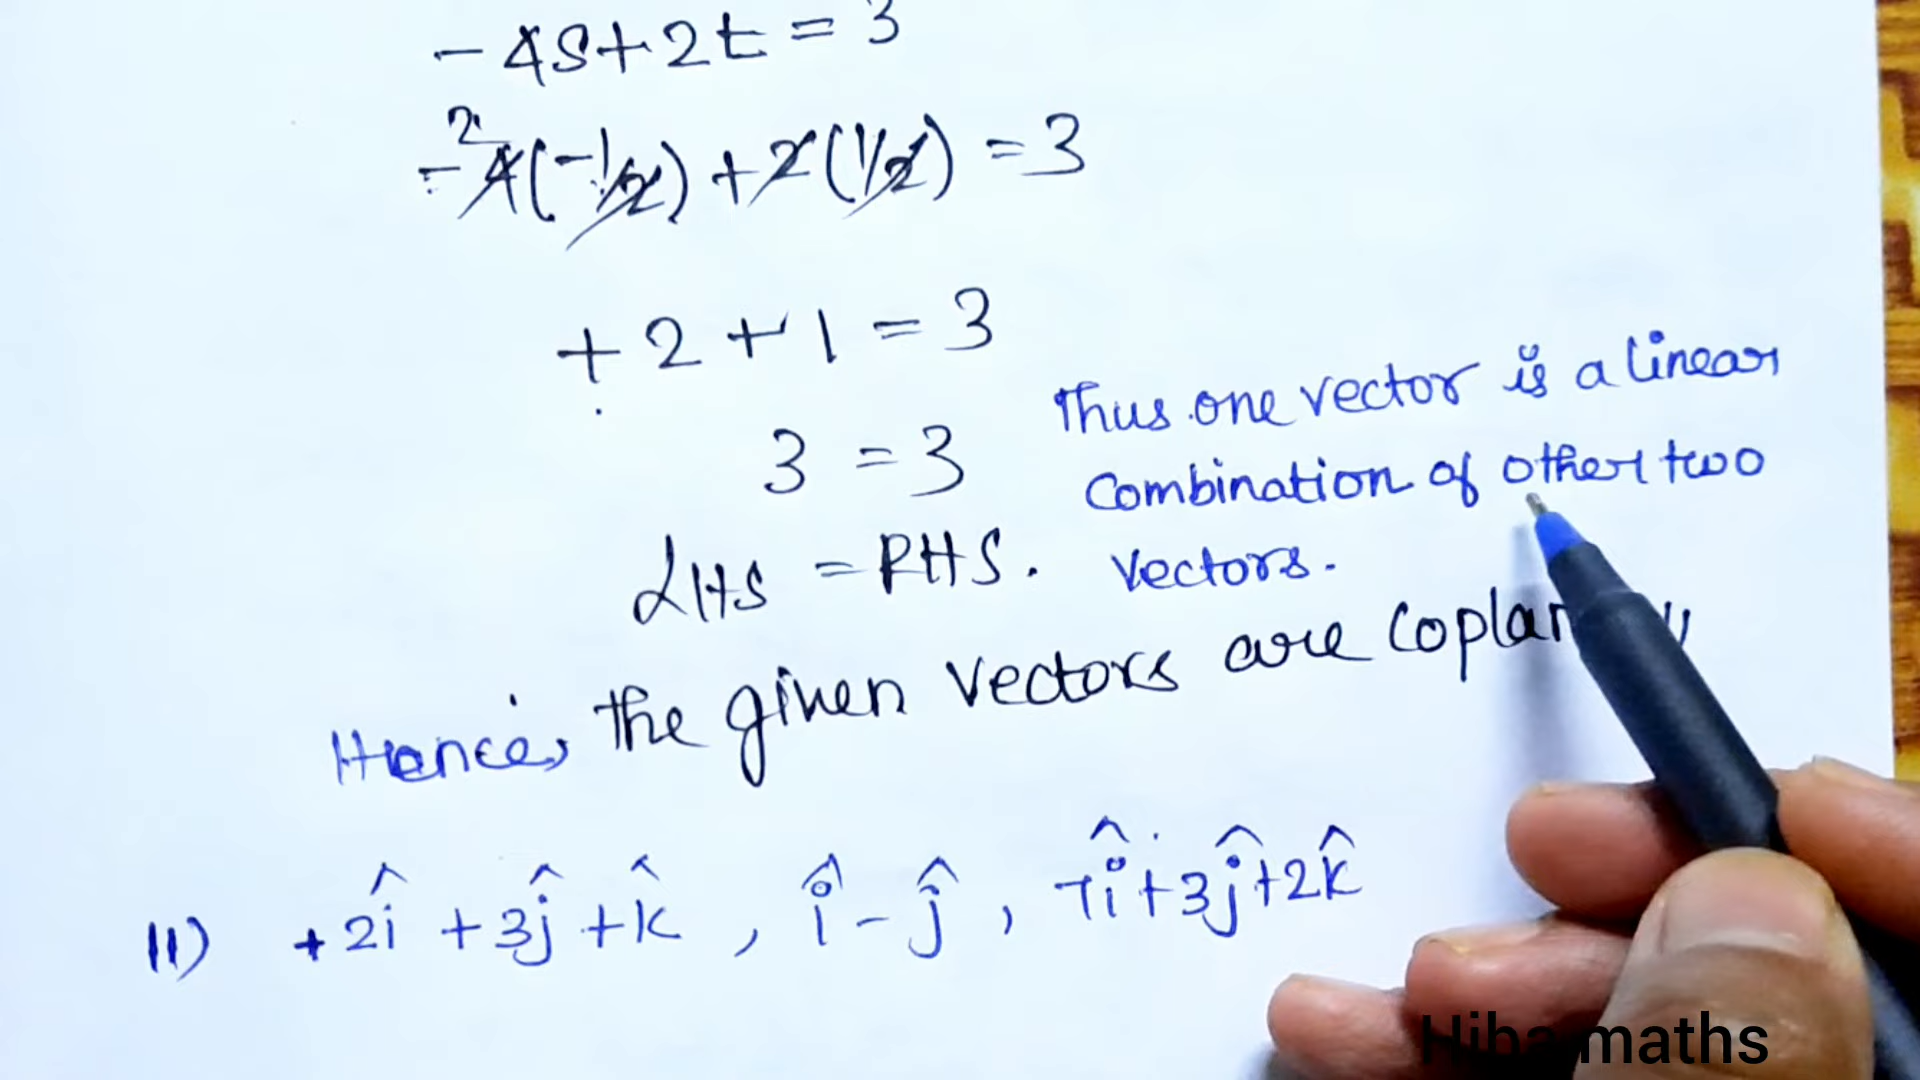 -4S+2t=3
-4²(-1/2)+2(1/2)=3
+2+1=3
3=3
LHS=RHS.
Thus one vector is a linear
Combination of other two
vectors.
Hence, the given vectors are coplan
II) +2î+3ĵ+k̂, î-ĵ, 7î+3ĵ+2k̂
Hiba maths